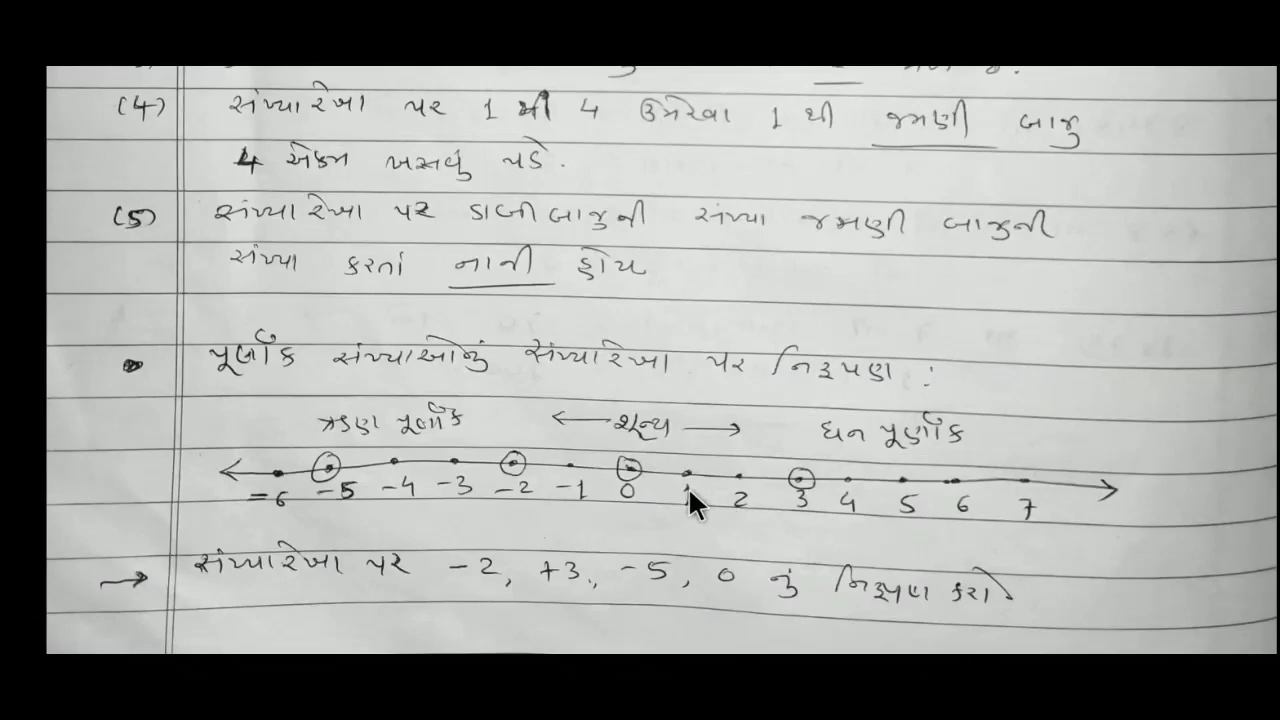 (4) સંખ્યારેખા પર 1 માં 4 ઉમેરવા 1 થી જમણી બાજુ
4 એકમ ખસવું પડે.
(5) સંખ્યારેખા પર ડાબીબાજુની સંખ્યા જમણી બાજુની
સંખ્યા કરતાં નાની હોય
• પૂર્ણાંક સંખ્યાઓનું સંખ્યારેખા પર નિરૂપણ :
ઋણ પૂર્ણાંક ← શૂન્ય → ધન પૂર્ણાંક
-6 -5 -4 -3 -2 -1 0 1 2 3 4 5 6 7
→ સંખ્યારેખા પર -2, +3, -5, 0 નું નિરૂપણ કરો